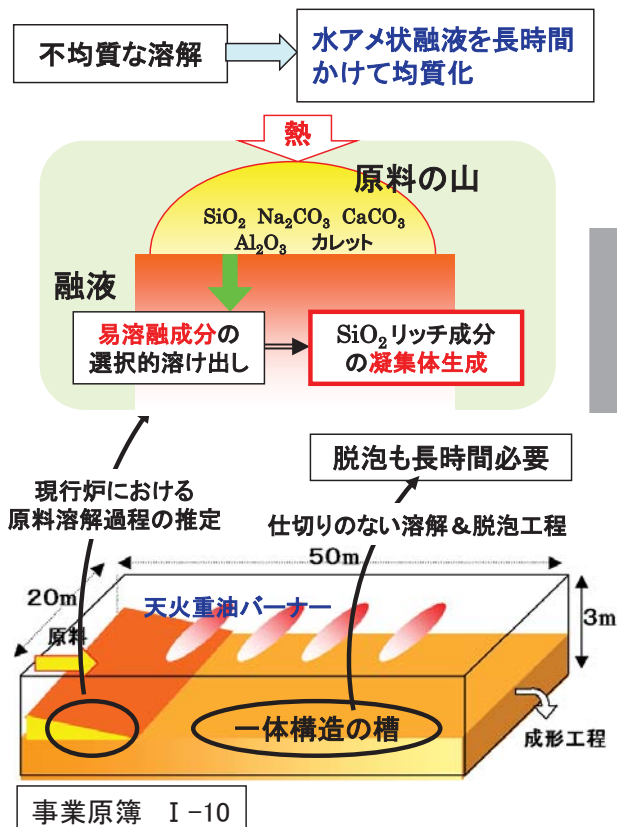 不均質な溶解
水アメ状融液を長時間
かけて均質化
熱
原料の山
SiO₂ Na₂CO₃ CaCO₃
Al₂O₃ カレット
融液
易溶融成分の
選択的溶け出し
SiO₂リッチ成分
の凝集体生成
脱泡も長時間必要
現行炉における
原料溶解過程の推定
仕切りのない溶解&脱泡工程
50m
20m
天火重油バーナー
3m
原料
一体構造の槽
成形工程
事業原簿 Ⅰ-10